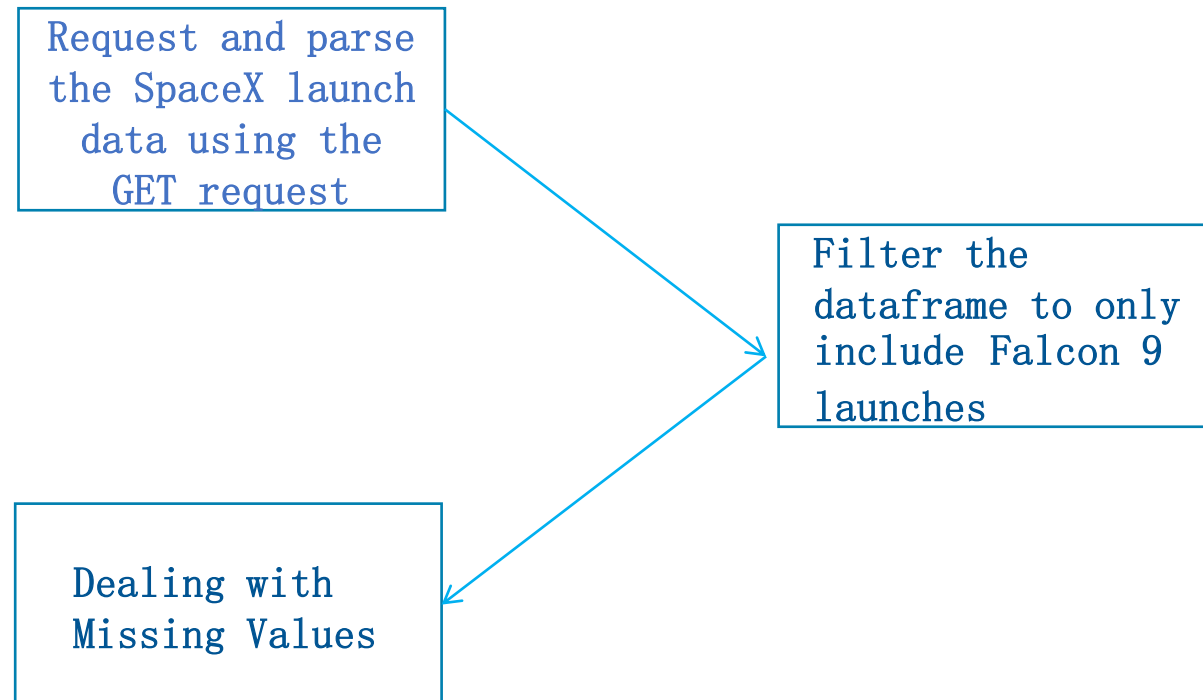 Request and parse
the SpaceX launch
data using the
GET request
Filter the
dataframe to only
include Falcon 9
launches
Dealing with
Missing Values